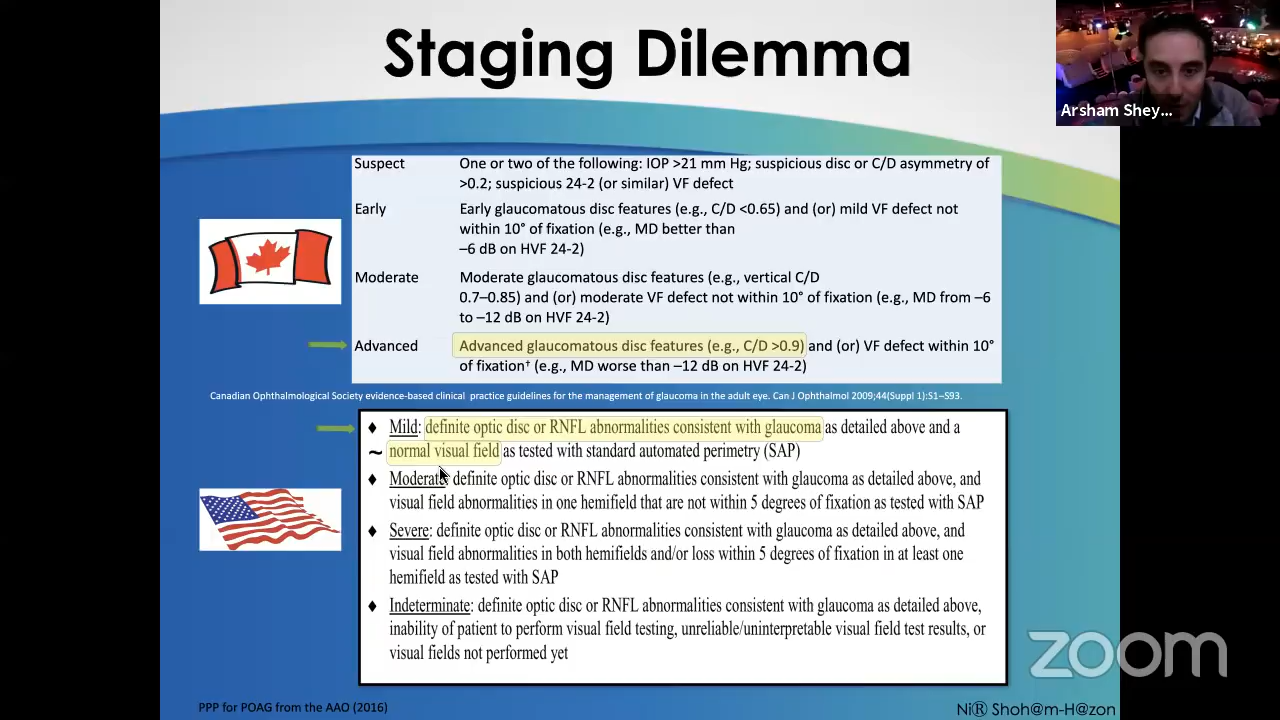 Staging Dilemma
Arsham Shey...
Suspect One or two of the following: IOP >21 mm Hg; suspicious disc or C/D asymmetry of
>0.2; suspicious 24-2 (or similar) VF defect
Early Early glaucomatous disc features (e.g., C/D <0.65) and (or) mild VF defect not
within 10° of fixation (e.g., MD better than
–6 dB on HVF 24-2)
Moderate Moderate glaucomatous disc features (e.g., vertical C/D
0.7–0.85) and (or) moderate VF defect not within 10° of fixation (e.g., MD from –6
to –12 dB on HVF 24-2)
Advanced Advanced glaucomatous disc features (e.g., C/D >0.9) and (or) VF defect within 10°
of fixation† (e.g., MD worse than –12 dB on HVF 24-2)
Canadian Ophthalmological Society evidence-based clinical practice guidelines for the management of glaucoma in the adult eye. Can J Ophthalmol 2009;44(Suppl 1):S1–S93.
♦ Mild: definite optic disc or RNFL abnormalities consistent with glaucoma as detailed above and a
~ normal visual field as tested with standard automated perimetry (SAP)
♦ Moderate: definite optic disc or RNFL abnormalities consistent with glaucoma as detailed above, and
visual field abnormalities in one hemifield that are not within 5 degrees of fixation as tested with SAP
♦ Severe: definite optic disc or RNFL abnormalities consistent with glaucoma as detailed above, and
visual field abnormalities in both hemifields and/or loss within 5 degrees of fixation in at least one
hemifield as tested with SAP
♦ Indeterminate: definite optic disc or RNFL abnormalities consistent with glaucoma as detailed above,
inability of patient to perform visual field testing, unreliable/uninterpretable visual field test results, or
visual fields not performed yet
zoom
PPP for POAG from the AAO (2016)
Ni® Shoh@m-H@zon